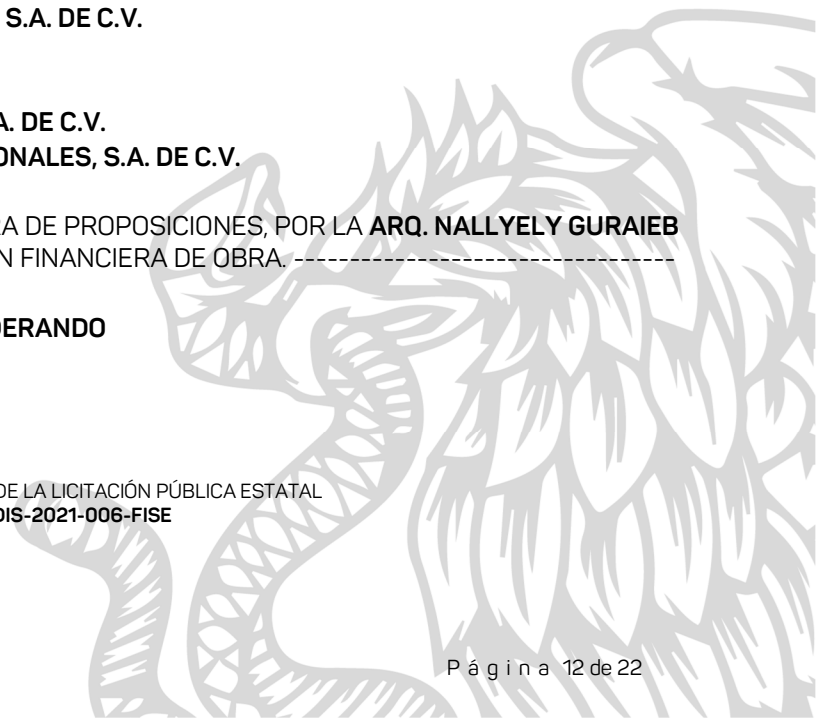 S.A. DE C.V.
A. DE C.V.
ONALES, S.A. DE C.V.
RA DE PROPOSICIONES, POR LA ARQ. NALLYELY GURAIEB
N FINANCIERA DE OBRA. ----------------------------------
DERANDO
DE LA LICITACIÓN PÚBLICA ESTATAL
DIS-2021-006-FISE
P á g i n a 12 de 22